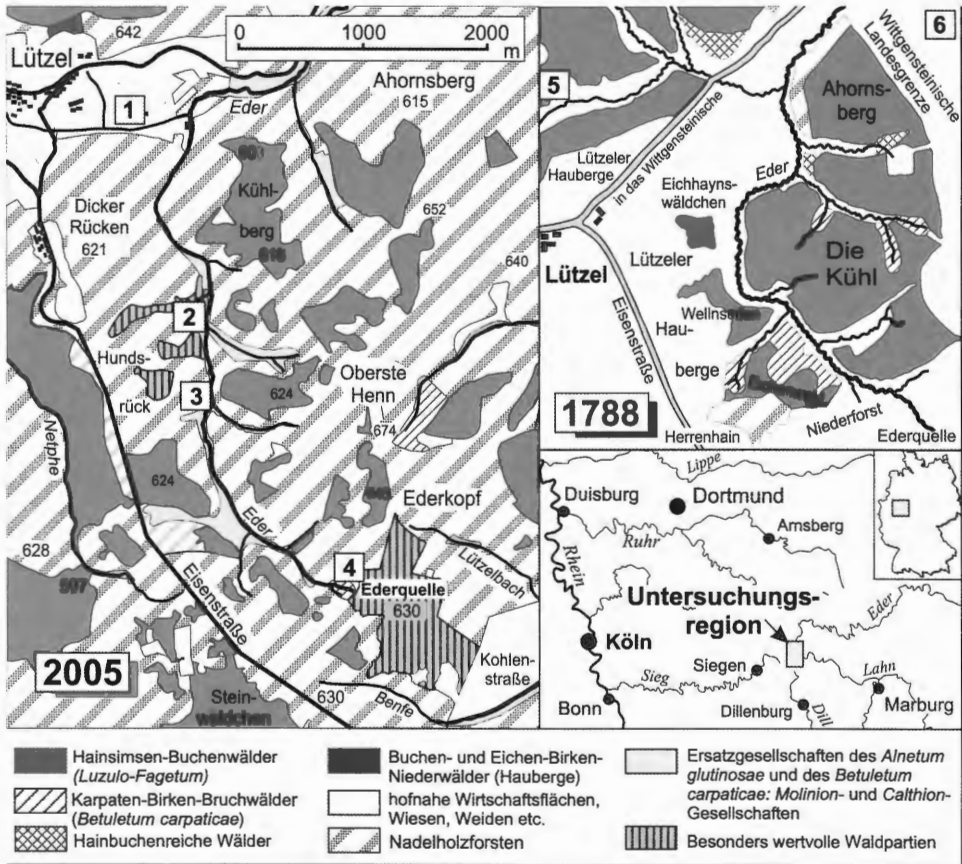 642
Lützel
0 1000 2000
m
1
Eder
Ahornsberg
615
Kühl-
berg
Dicker
Rücken
621
652
640
2
Hunds-
rück
3
624
Oberste
Henn
674
Netphe
624
Ederkopf
Eder
628
4
Ederquelle
Lützelbach
630
Eisenstraße
2005
Kohlen-
straße
Stein-
wäldchen
630
Benfe
5
6
Wittgensteinische
Landesgrenze
Ahorns-
berg
Lützeler
Hauberge
in das Wittgensteinische
Eder
Eichhayns-
wäldchen
Die
Kühl
Lützel
Lützeler
Hau-
berge
Eisenstraße
1788
Niederforst
Herrenhain
Ederquelle
Lippe
Duisburg
Dortmund
Arnsberg
Ruhr
Rhein
Untersuchungs-
region
Eder
Köln
Siegen
Lahn
Sieg
Bonn
Dillenburg
Dill
Marburg
Hainsimsen-Buchenwälder
(Luzulo-Fagetum)
Karpaten-Birken-Bruchwälder
(Betuletum carpaticae)
Hainbuchenreiche Wälder
Buchen- und Eichen-Birken-
Niederwälder (Hauberge)
hofnahe Wirtschaftsflächen,
Wiesen, Weiden etc.
Nadelholzforsten
Ersatzgesellschaften des Alnetum
glutinosae und des Betuletum
carpaticae: Molinion- und Calthion-
Gesellschaften
Besonders wertvolle Waldpartien